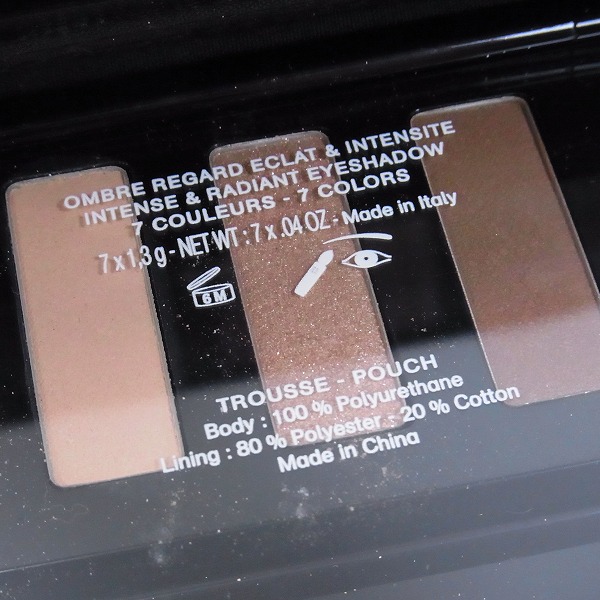 OMBRE REGARD ECLAT & INTENSITE
INTENSE & RADIANT EYESHADOW
7 COULEURS - 7 COLORS
7 x 1,3 g - NET WT : 7 x .04 OZ - Made in Italy
6 M
TROUSSE - POUCH
Body : 100 % Polyurethane
Lining : 80 % Polyester - 20 % Cotton
Made in China